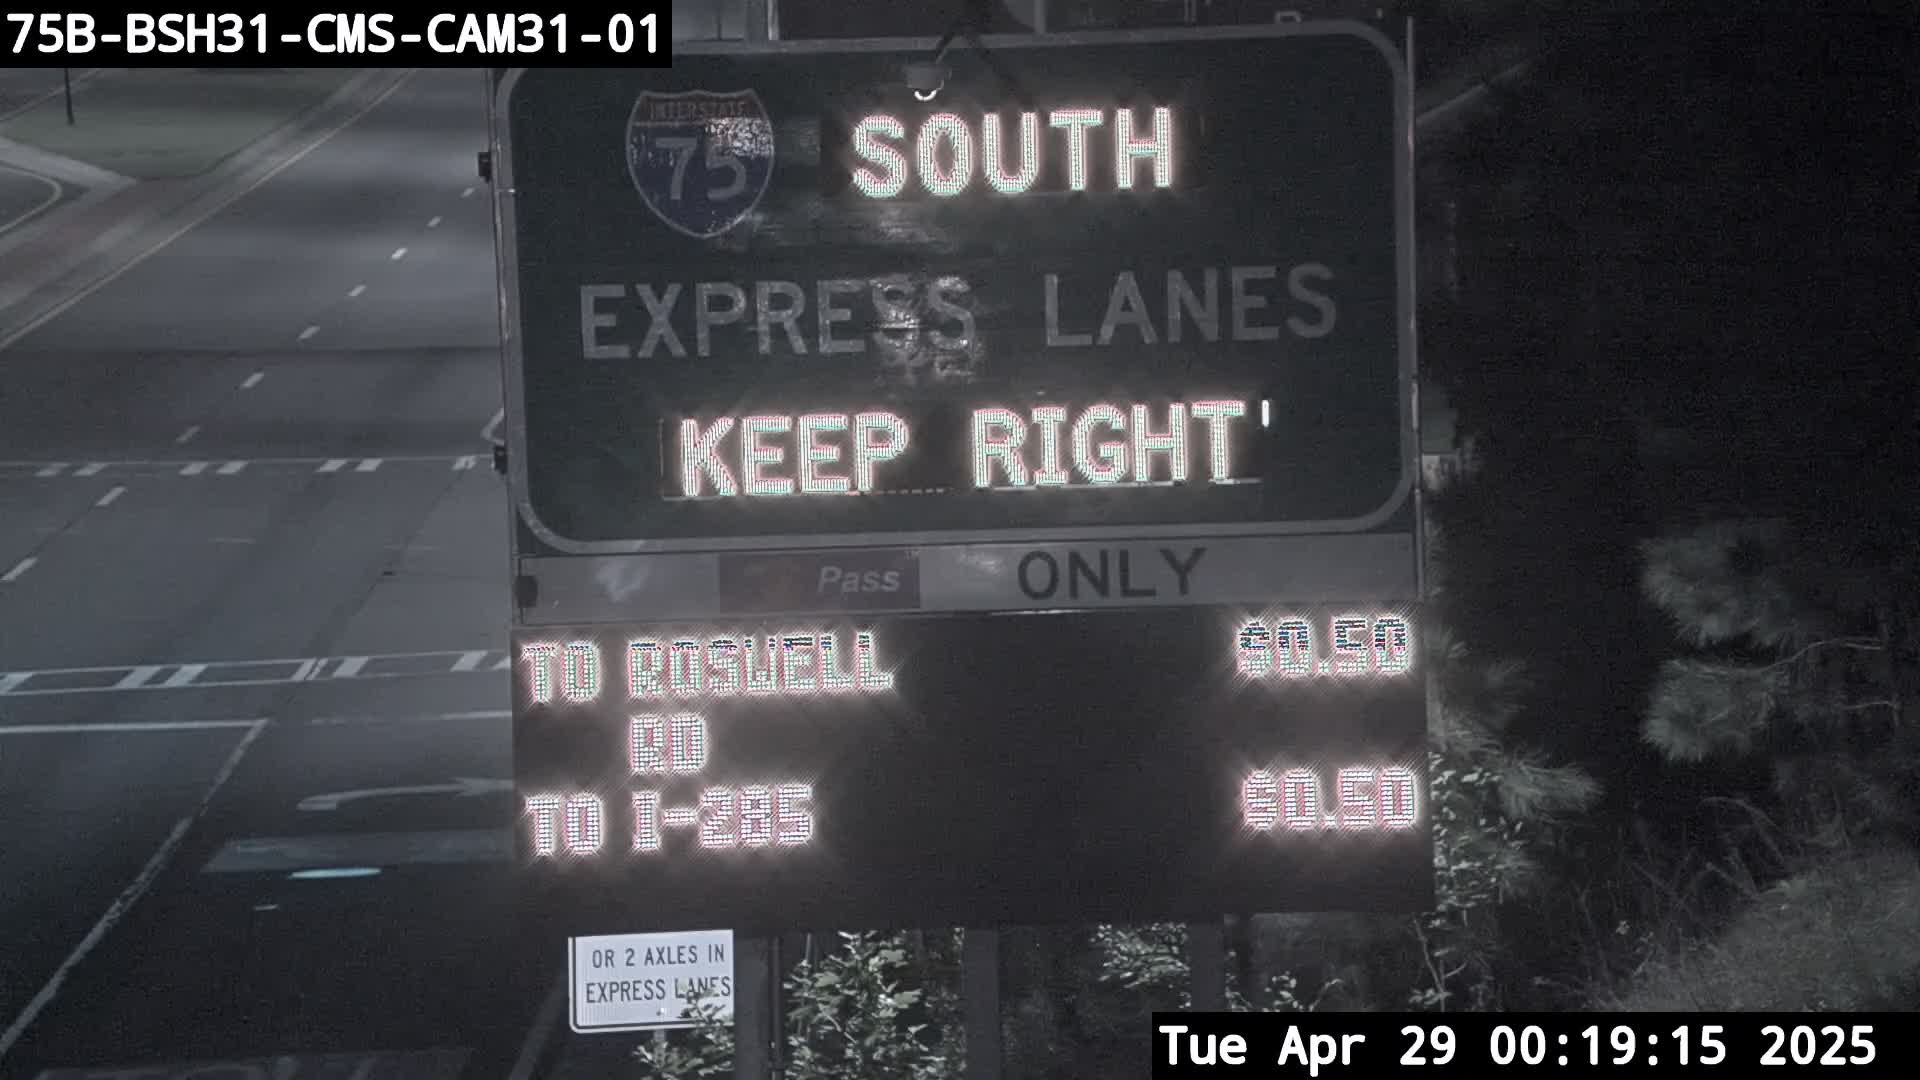 75B-BSH31-CMS-CAM31-01
INTERSTATE
75
SOUTH
EXPRESS LANES
KEEP RIGHT'
Pass ONLY
TO ROSWELL $0.50
RD
TO I-285 $0.50
OR 2 AXLES IN
EXPRESS LANES
Tue Apr 29 00:19:15 2025